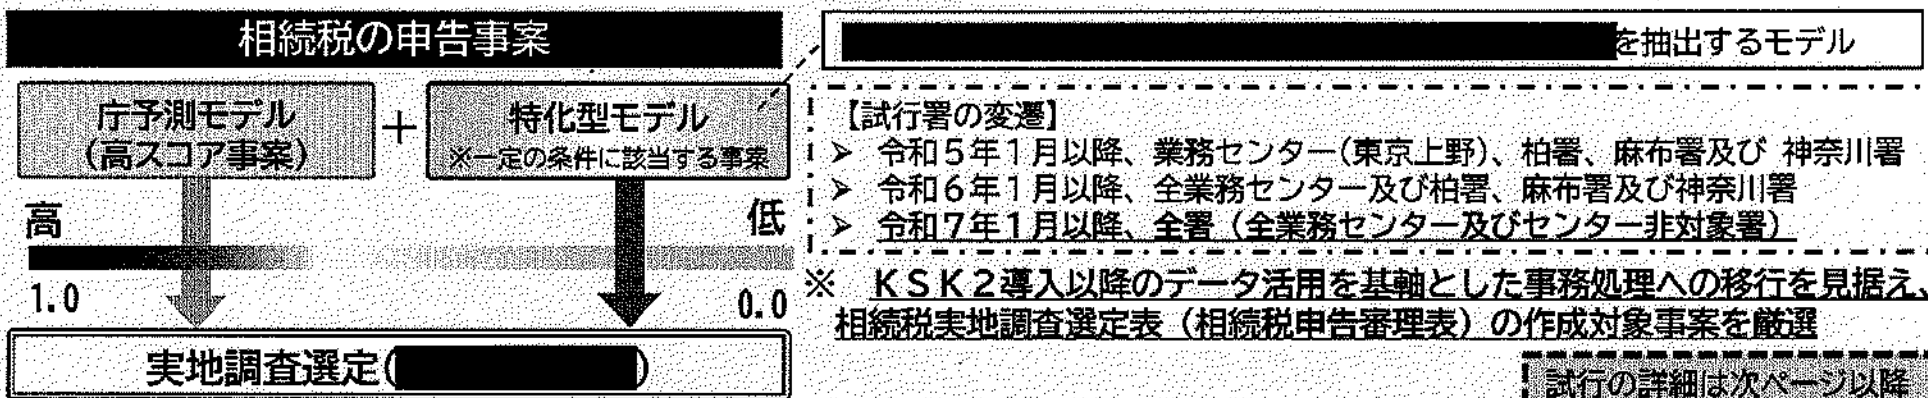 相続税の申告事案
を抽出するモデル
庁予測モデル
(高スコア事案)
+
特化型モデル
※一定の条件に該当する事案
高
低
1.0
0.0
実地調査選定( )
【試行署の変遷】
➢ 令和5年1月以降、業務センター(東京上野)、柏署、麻布署及び 神奈川署
➢ 令和6年1月以降、全業務センター及び柏署、麻布署及び神奈川署
➢ 令和7年1月以降、全署(全業務センター及びセンター非対象署)
※ KSK2導入以降のデータ活用を基軸とした事務処理への移行を見据え、
相続税実地調査選定表(相続税申告審理表)の作成対象事案を厳選
試行の詳細は次ページ以降